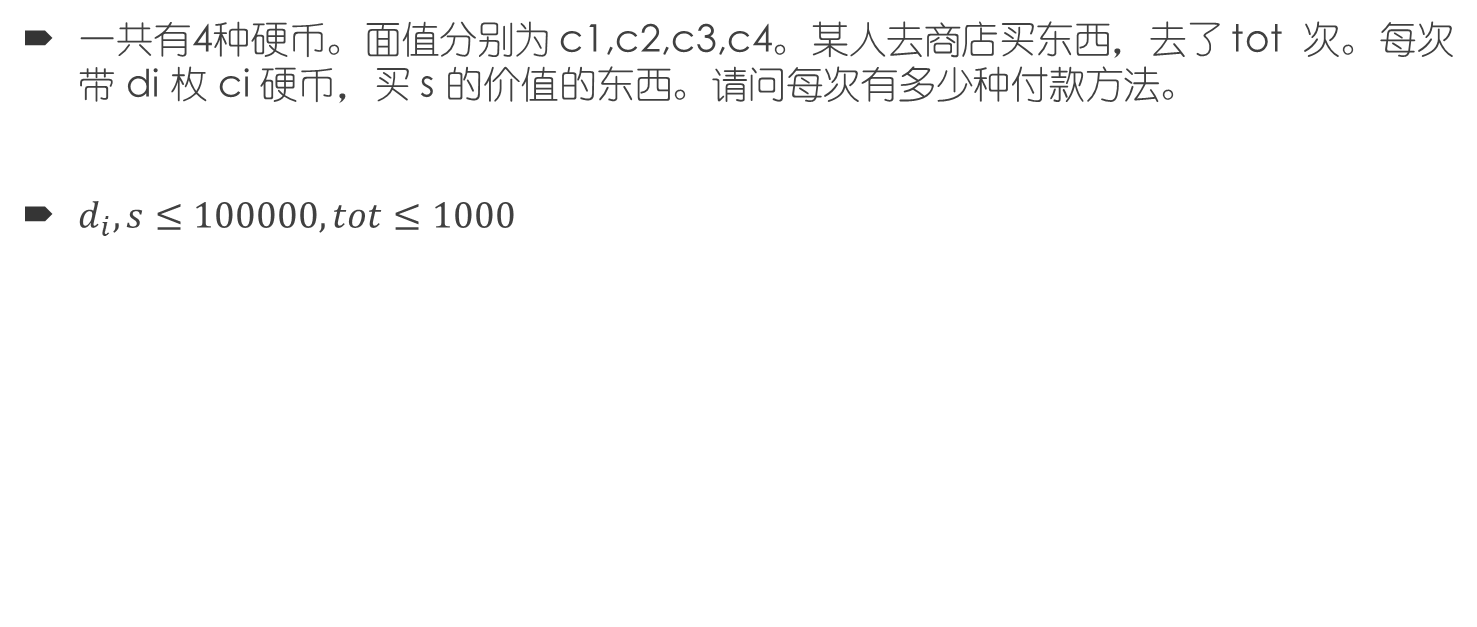 一共有4种硬币。面值分别为 c1,c2,c3,c4。某人去商店买东西，去了 tot 次。每次
带 di 枚 ci 硬币，买 s 的价值的东西。请问每次有多少种付款方法。
$d_i, s \leq 100000, tot \leq 1000$